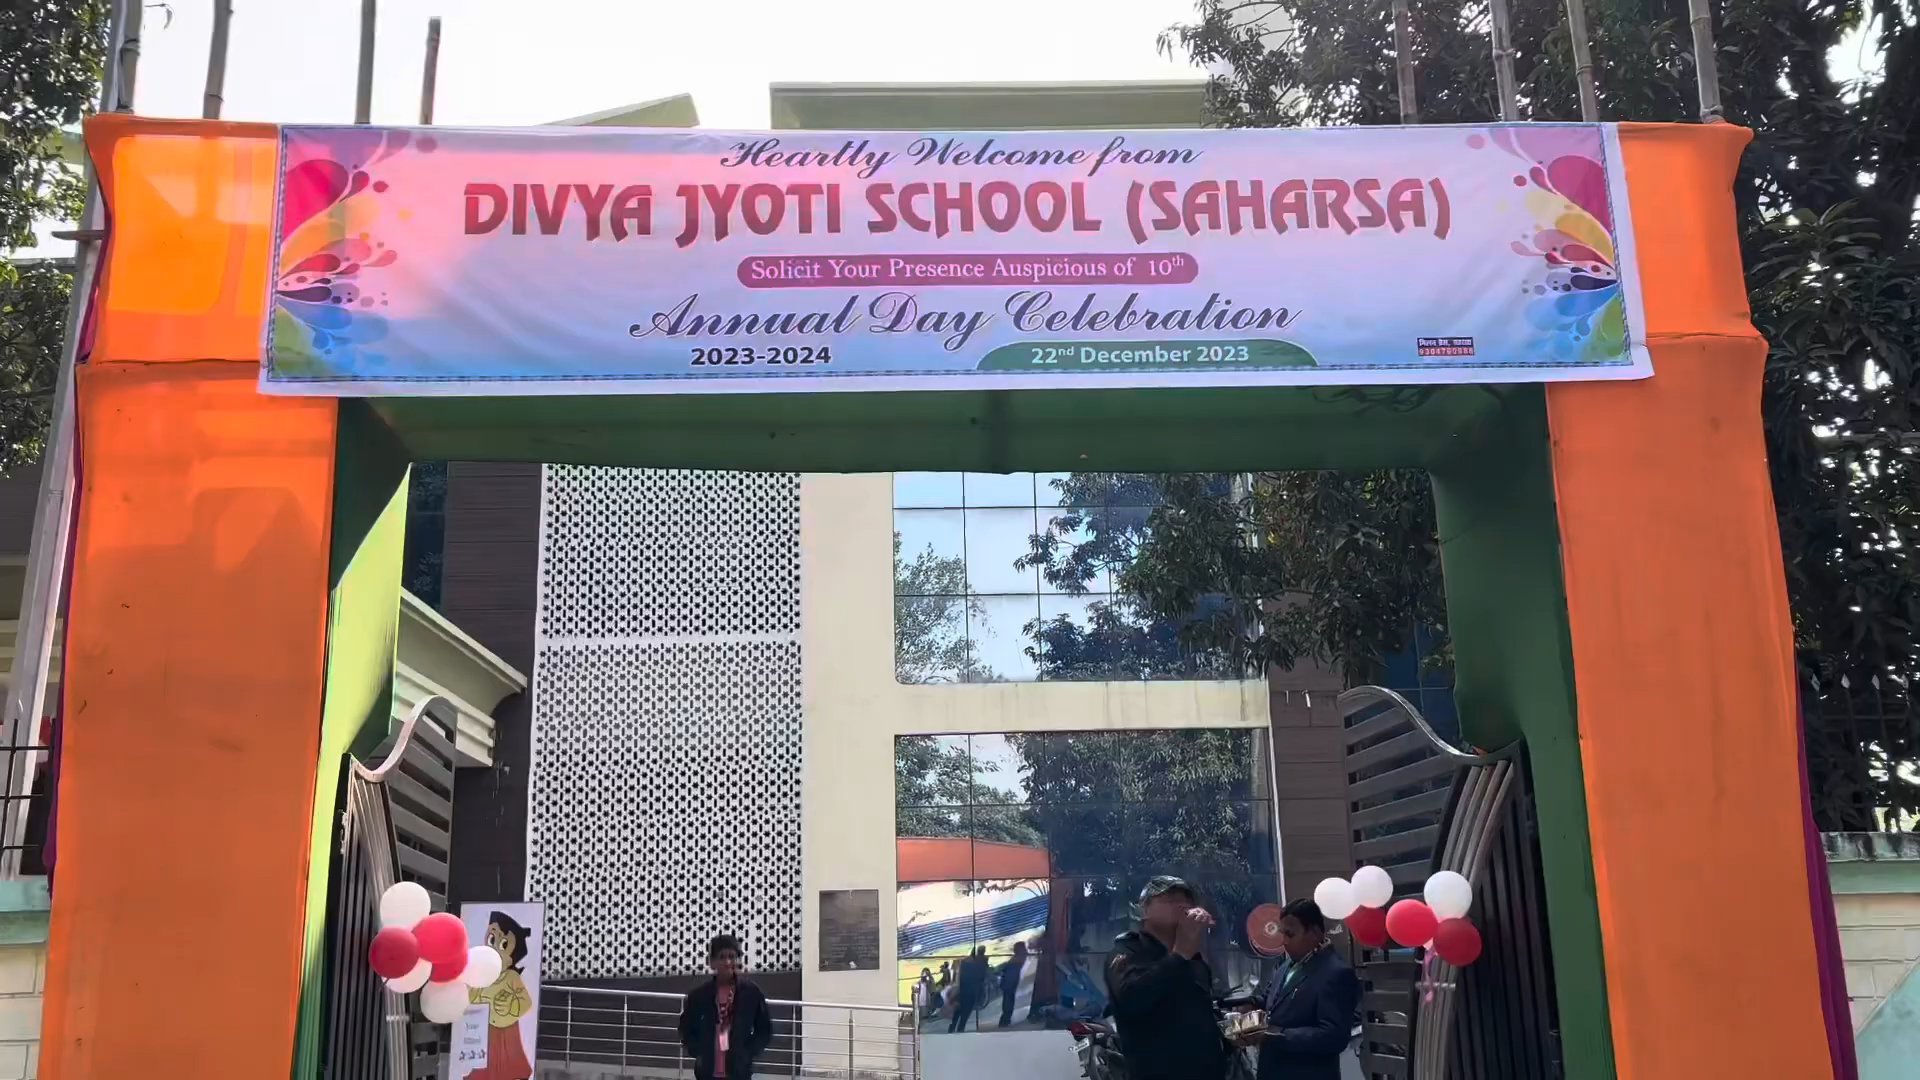 Heartly Welcome from
DIVYA JYOTI SCHOOL (SAHARSA)
Solicit Your Presence Auspicious of 10th
Annual Day Celebration
2023-2024
22nd December 2023